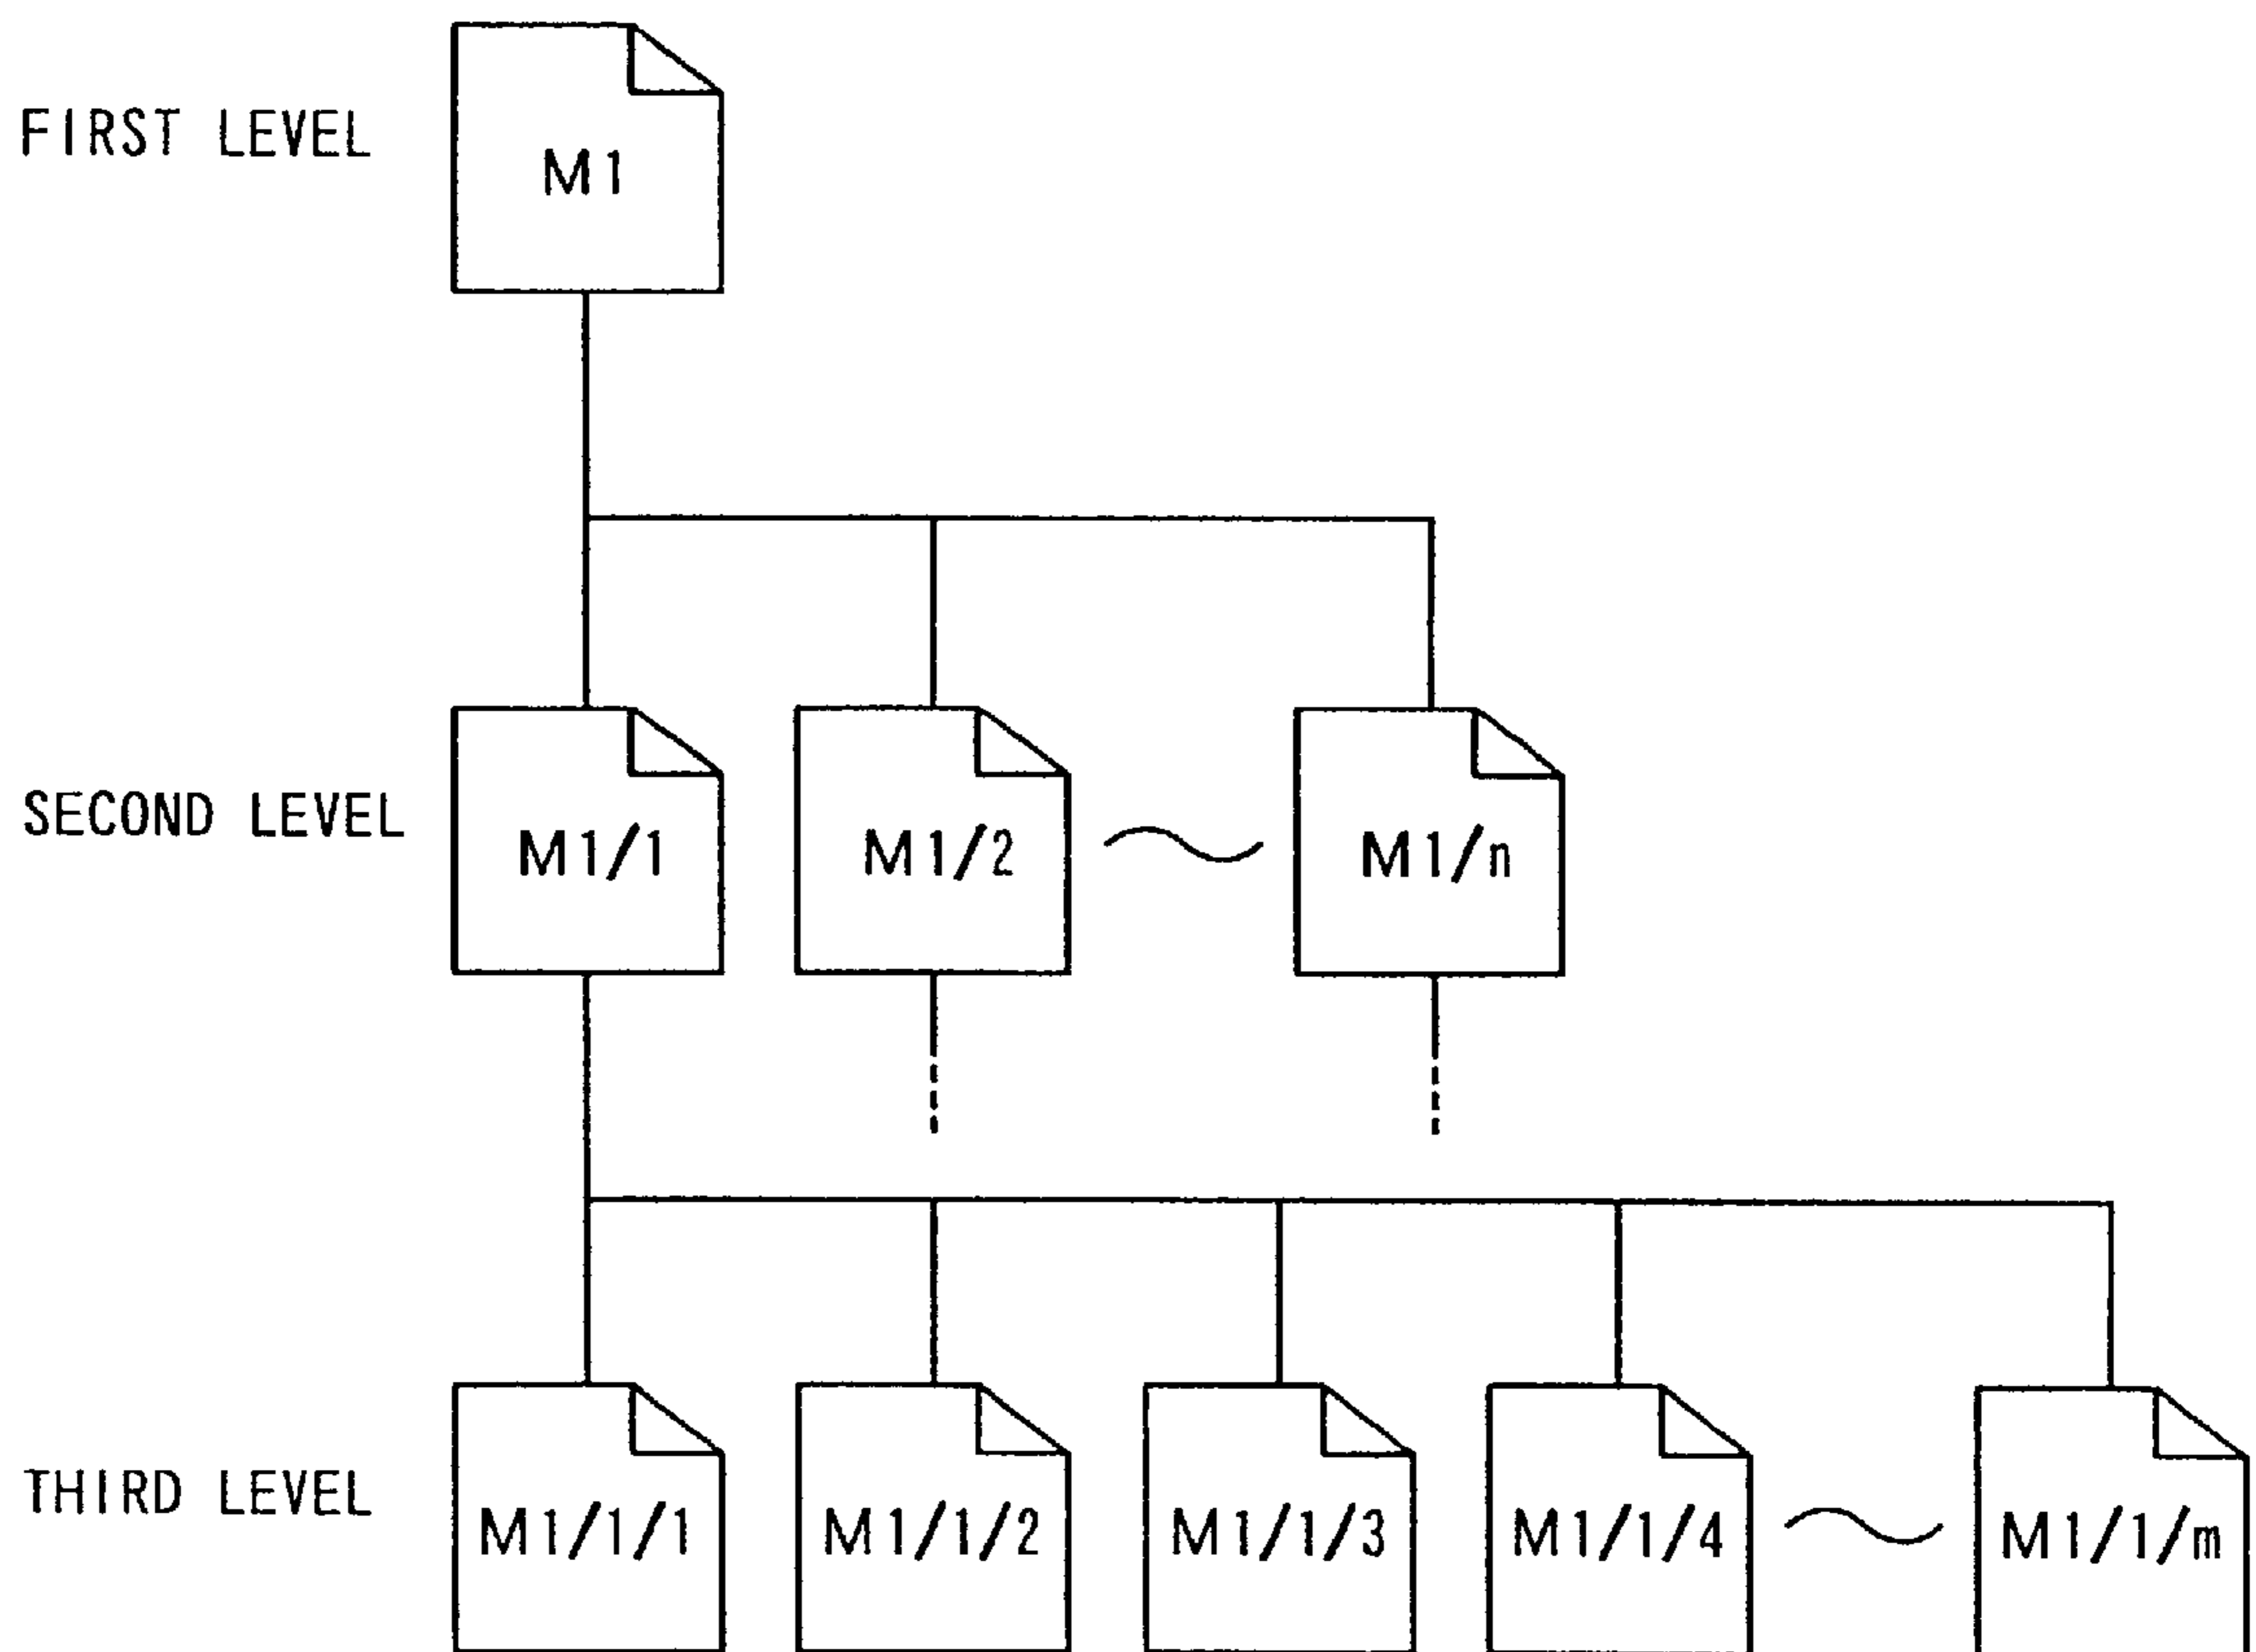 FIRST LEVEL
M1
SECOND LEVEL
M1/1
M1/2
M1/n
THIRD LEVEL
M1/1/1
M1/1/2
M1/1/3
M1/1/4
M1/1/m